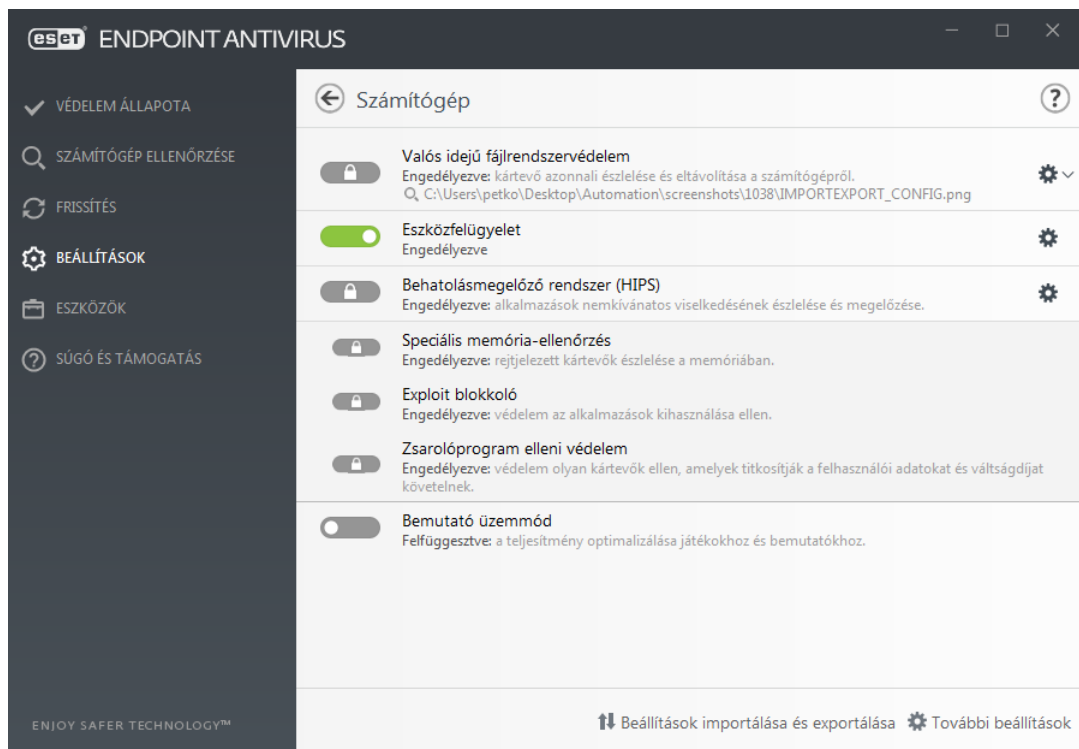 eset ENDPOINT ANTIVIRUS
VÉDELEM ÁLLAPOTA
SZÁMÍTÓGÉP ELLENŐRZÉSE
FRISSÍTÉS
BEÁLLÍTÁSOK
ESZKÖZÖK
SÚGÓ ÉS TÁMOGATÁS
ENJOY SAFER TECHNOLOGY™
Számítógép
?
Valós idejű fájlrendszervédelem
Engedélyezve: kártevő azonnali észlelése és eltávolítása a számítógépről.
C:\Users\petko\Desktop\Automation\screenshots\1038\IMPORTEXPORT_CONFIG.png
Eszközfelügyelet
Engedélyezve
Behatolásmegelőző rendszer (HIPS)
Engedélyezve: alkalmazások nemkívánatos viselkedésének észlelése és megelőzése.
Speciális memória-ellenőrzés
Engedélyezve: rejtjelezett kártevők észlelése a memóriában.
Exploit blokkoló
Engedélyezve: védelem az alkalmazások kihasználása ellen.
Zsarolóprogram elleni védelem
Engedélyezve: védelem olyan kártevők ellen, amelyek titkosítják a felhasználói adatokat és váltságdíjat
követelnek.
Bemutató üzemmód
Felfüggesztve: a teljesítmény optimalizálása játékokhoz és bemutatókhoz.
Beállítások importálása és exportálása További beállítások